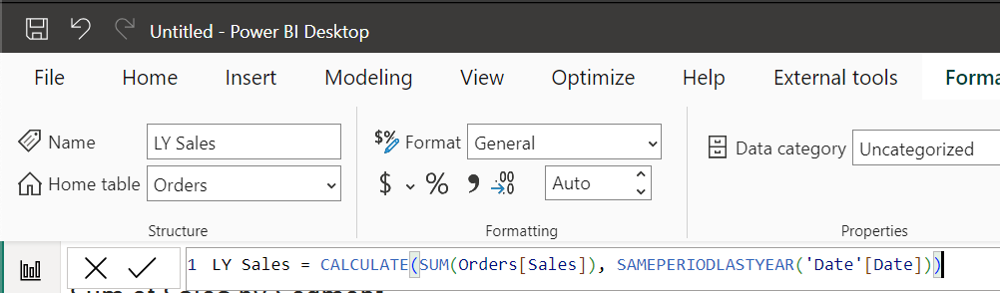 Untitled - Power BI Desktop
File Home Insert Modeling View Optimize Help External tools Forma
Name LY Sales $% Format General Data category Uncategorized
Home table Orders $ % .00 .0 Auto
Structure Formatting Properties
1 LY Sales = CALCULATE(SUM(Orders[Sales]), SAMEPERIODLASTYEAR('Date'[Date]))